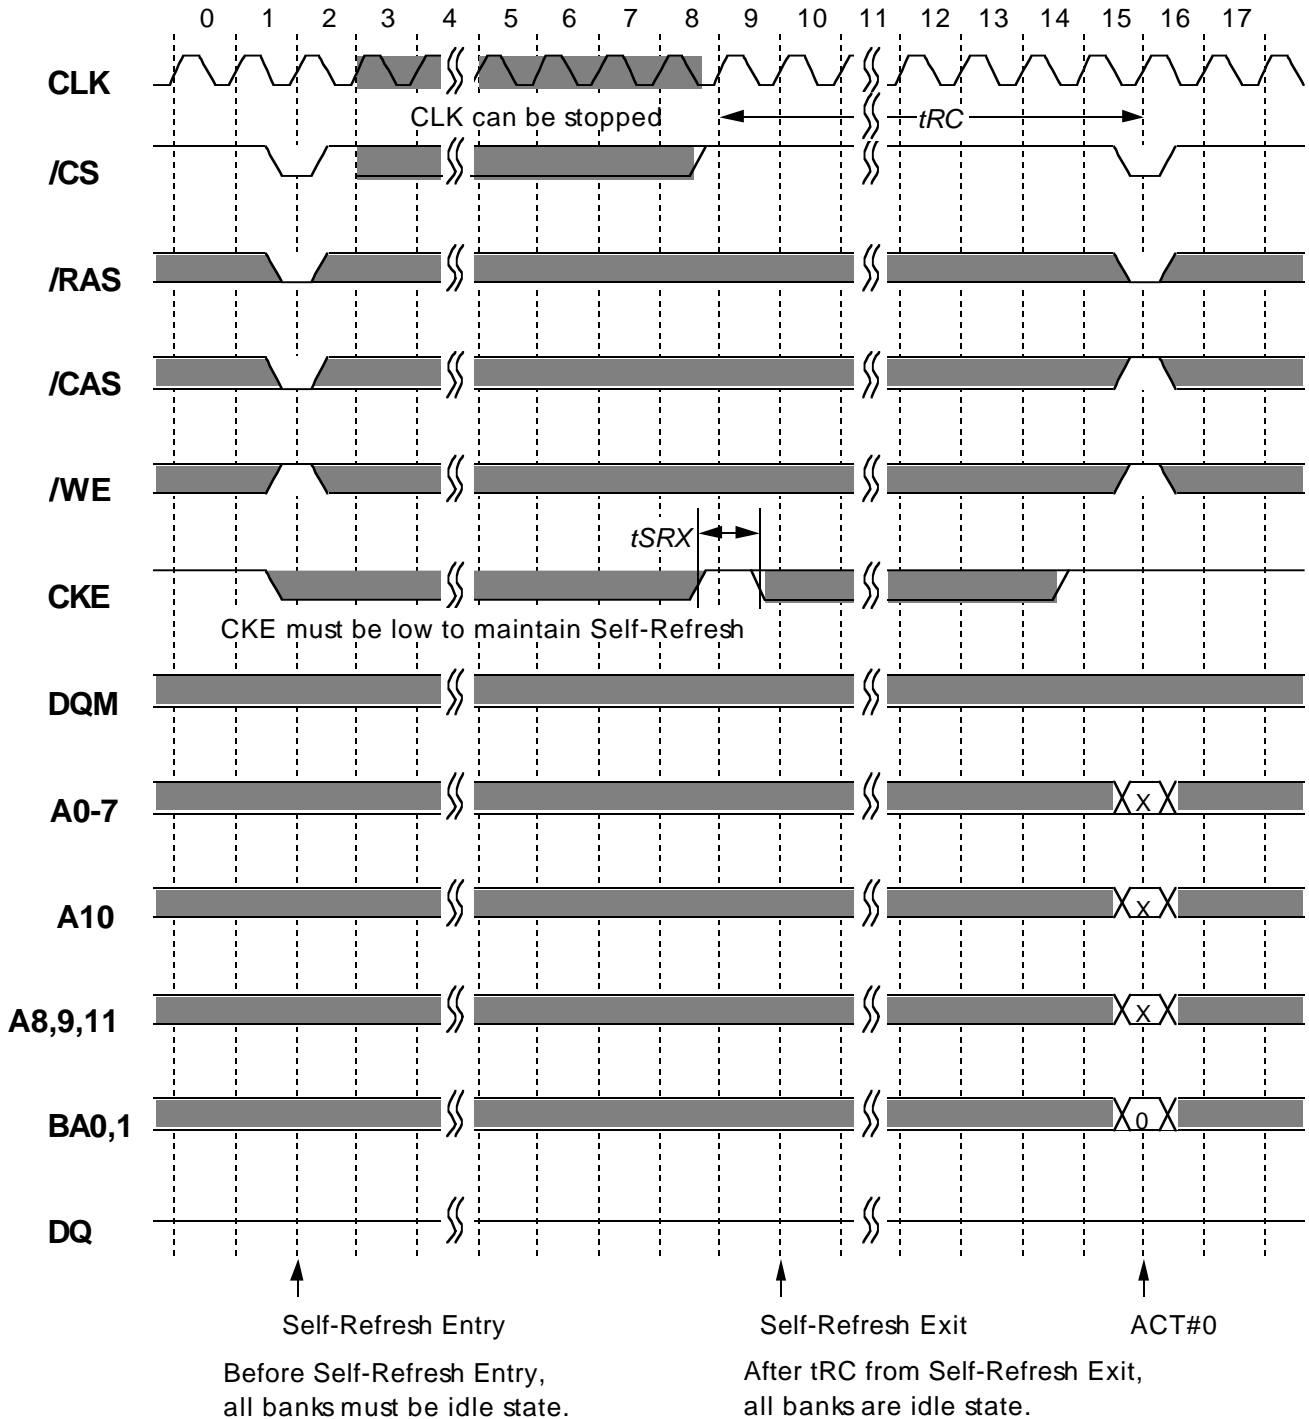 0 1 2 3 4 5 6 7 8 9 10 11 12 13 14 15 16 17
CLK
CLK can be stopped
tRC
/CS
/RAS
/CAS
/WE
tSRX
CKE
CKE must be low to maintain Self-Refresh
DQM
A0-7
X
A10
X
A8,9,11
X
BA0,1
0
DQ
Self-Refresh Entry
Self-Refresh Exit
ACT#0
Before Self-Refresh Entry,
all banks must be idle state.
After tRC from Self-Refresh Exit,
all banks are idle state.